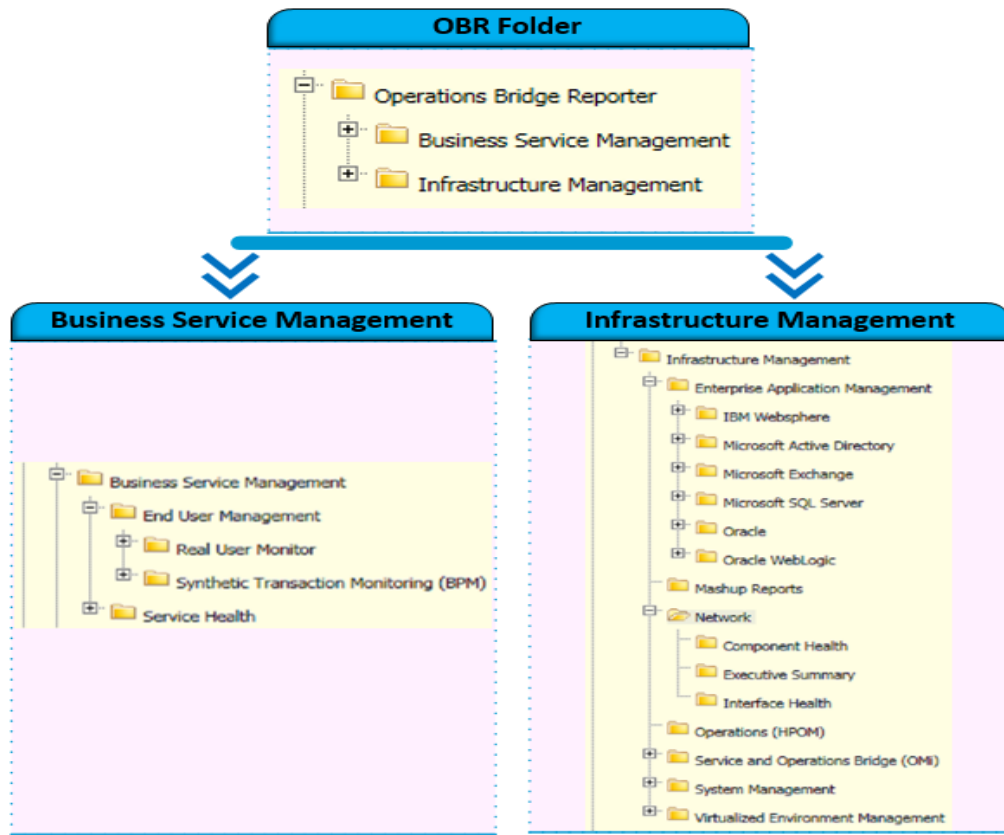 OBR Folder
Operations Bridge Reporter
Business Service Management
Infrastructure Management
Business Service Management
Business Service Management
End User Management
Real User Monitor
Synthetic Transaction Monitoring (BPM)
Service Health
Infrastructure Management
Infrastructure Management
Enterprise Application Management
IBM Websphere
Microsoft Active Directory
Microsoft Exchange
Microsoft SQL Server
Oracle
Oracle WebLogic
Mashup Reports
Network
Component Health
Executive Summary
Interface Health
Operations (HPOM)
Service and Operations Bridge (OMi)
System Management
Virtualized Environment Management